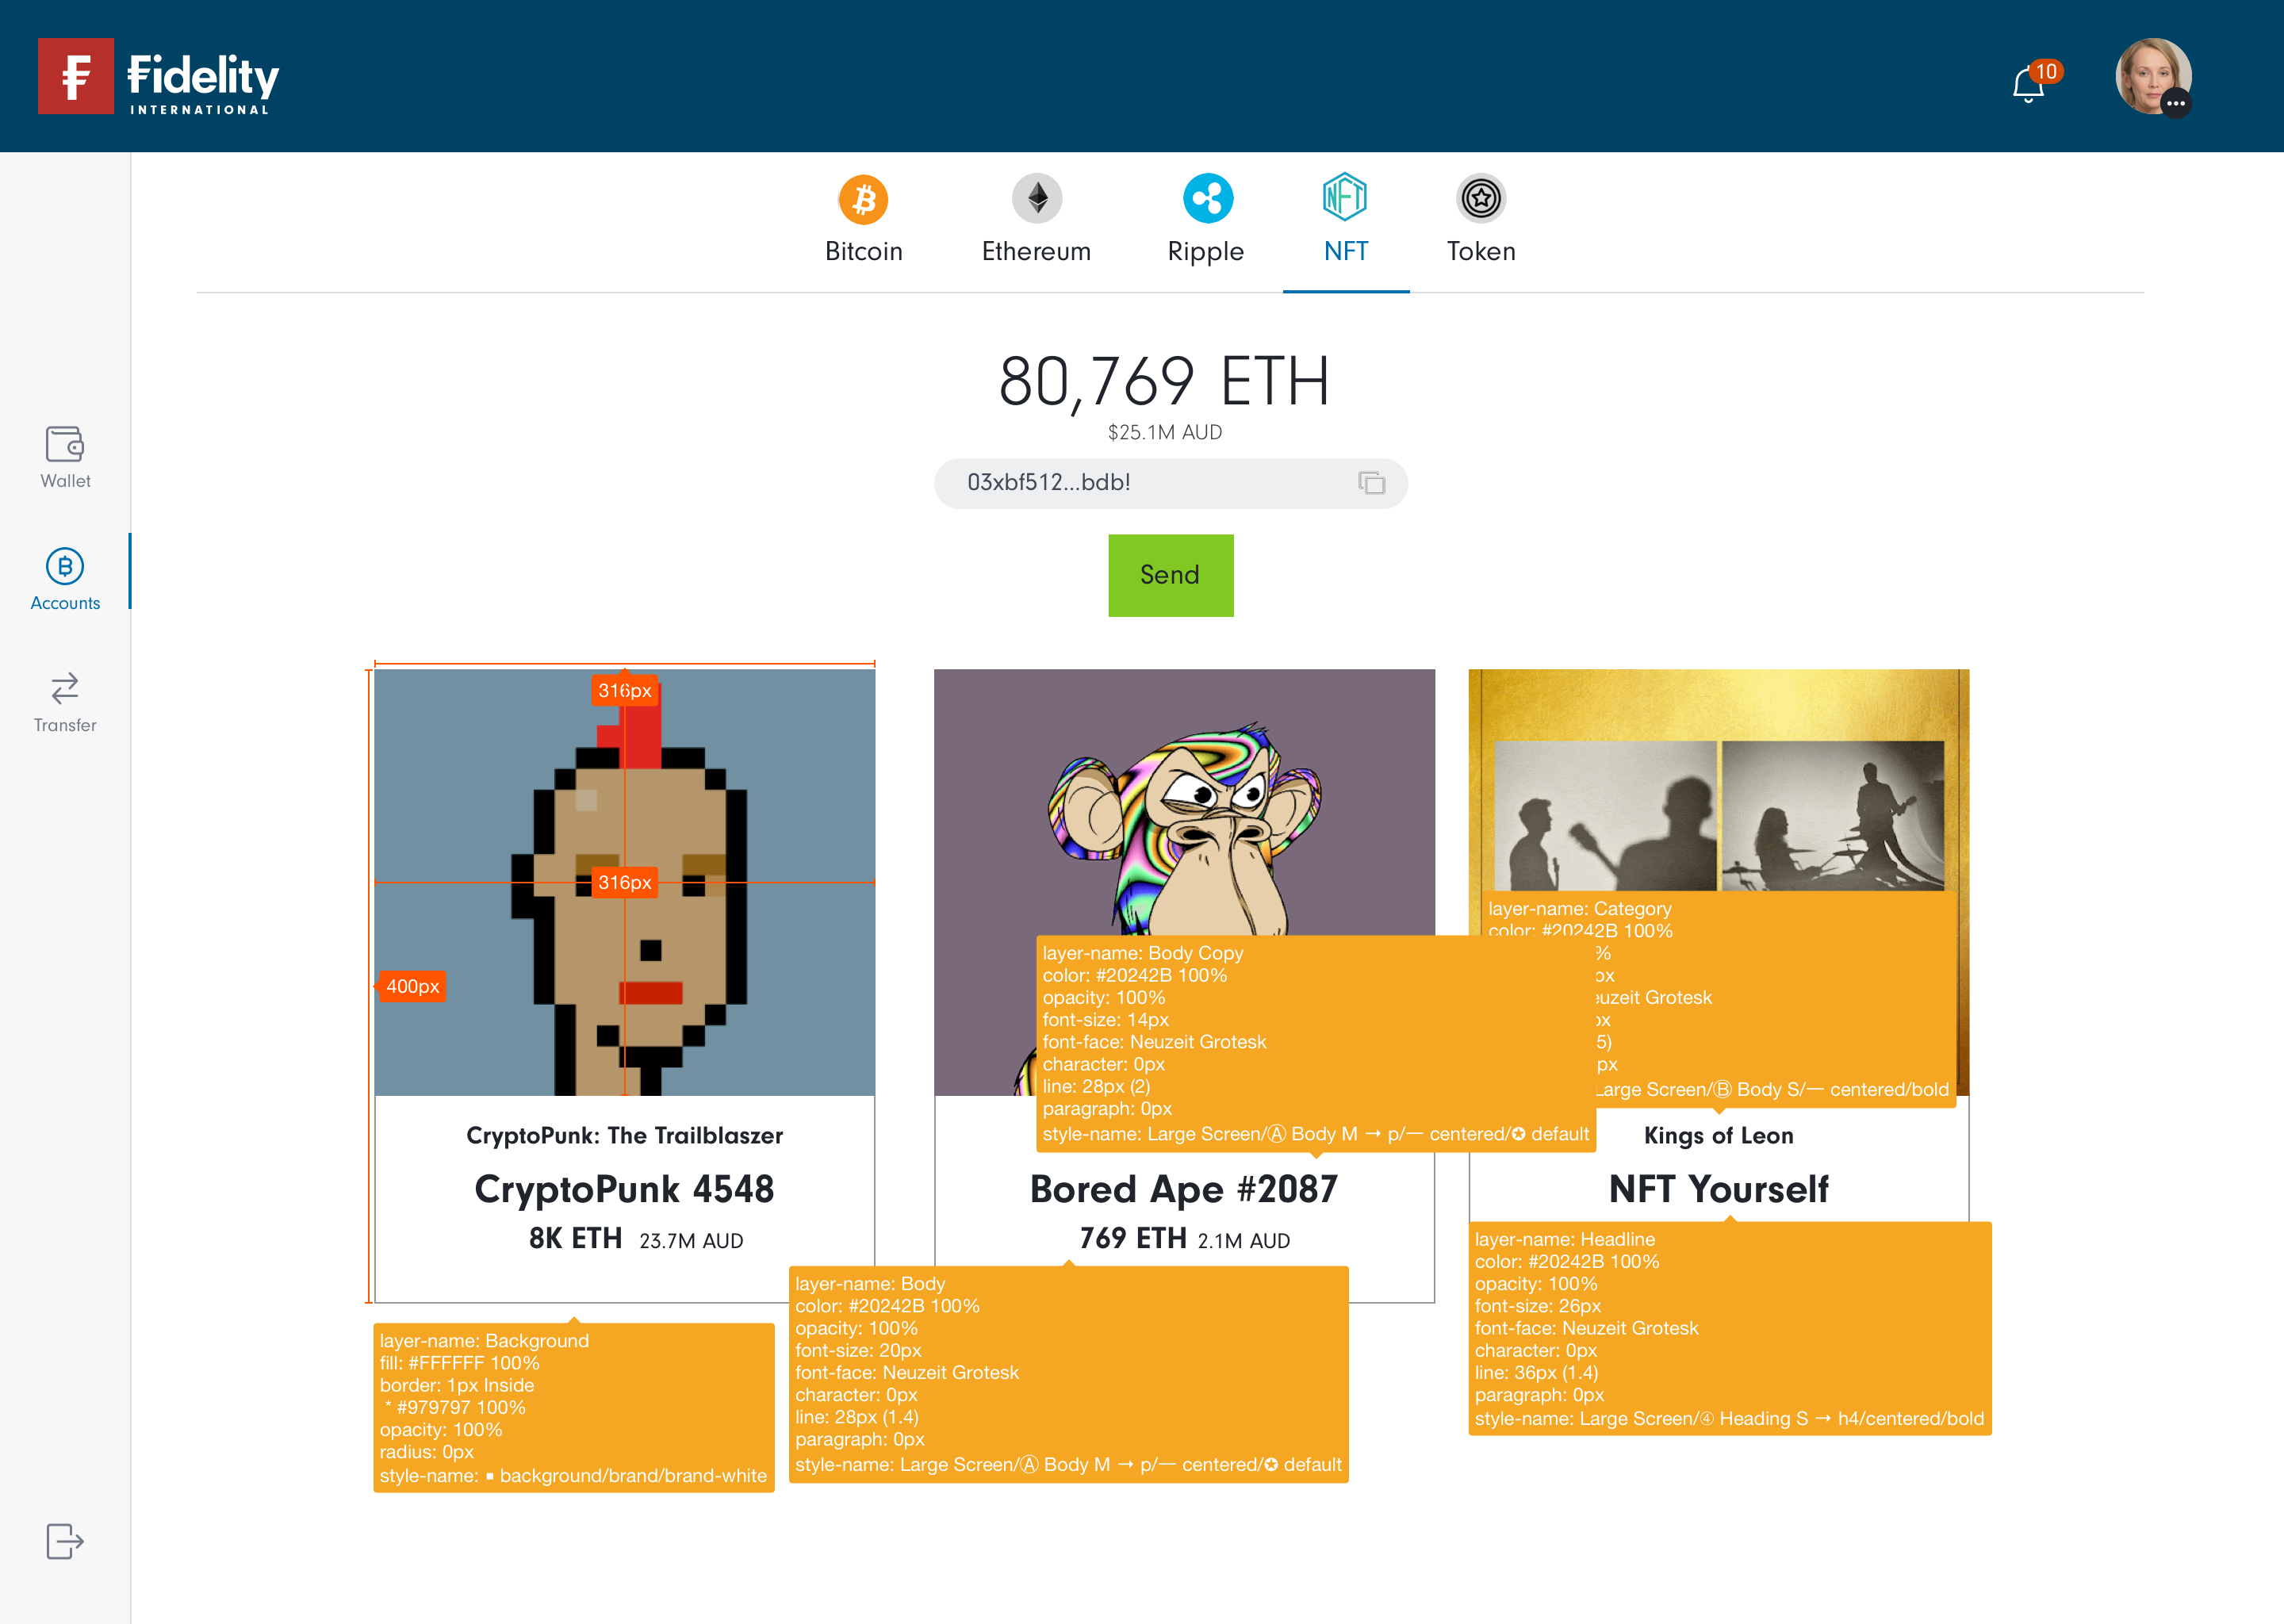 Fidelity
INTERNATIONAL
10
Bitcoin
Ethereum
Ripple
NFT
NFT
Token
80,769 ETH
$25.1M AUD
03xbf512...bdb!
Send
Wallet
Accounts
Transfer
316px
316px
400px
layer-name: Category
color: #20242B 100%
%
px
euzeit Grotesk
px
5)
px
Large Screen/Ⓑ Body S/— centered/bold
layer-name: Body Copy
color: #20242B 100%
opacity: 100%
font-size: 14px
font-face: Neuzeit Grotesk
character: 0px
line: 28px (2)
paragraph: 0px
style-name: Large Screen/Ⓐ Body M → p/— centered/✪ default
CryptoPunk: The Trailblaszer
CryptoPunk 4548
8K ETH 23.7M AUD
Bored Ape #2087
769 ETH 2.1M AUD
Kings of Leon
NFT Yourself
layer-name: Background
fill: #FFFFFF 100%
border: 1px Inside
* #979797 100%
opacity: 100%
radius: 0px
style-name: ▪ background/brand/brand-white
layer-name: Body
color: #20242B 100%
opacity: 100%
font-size: 20px
font-face: Neuzeit Grotesk
character: 0px
line: 28px (1.4)
paragraph: 0px
style-name: Large Screen/Ⓐ Body M → p/— centered/✪ default
layer-name: Headline
color: #20242B 100%
opacity: 100%
font-size: 26px
font-face: Neuzeit Grotesk
character: 0px
line: 36px (1.4)
paragraph: 0px
style-name: Large Screen/④ Heading S → h4/centered/bold